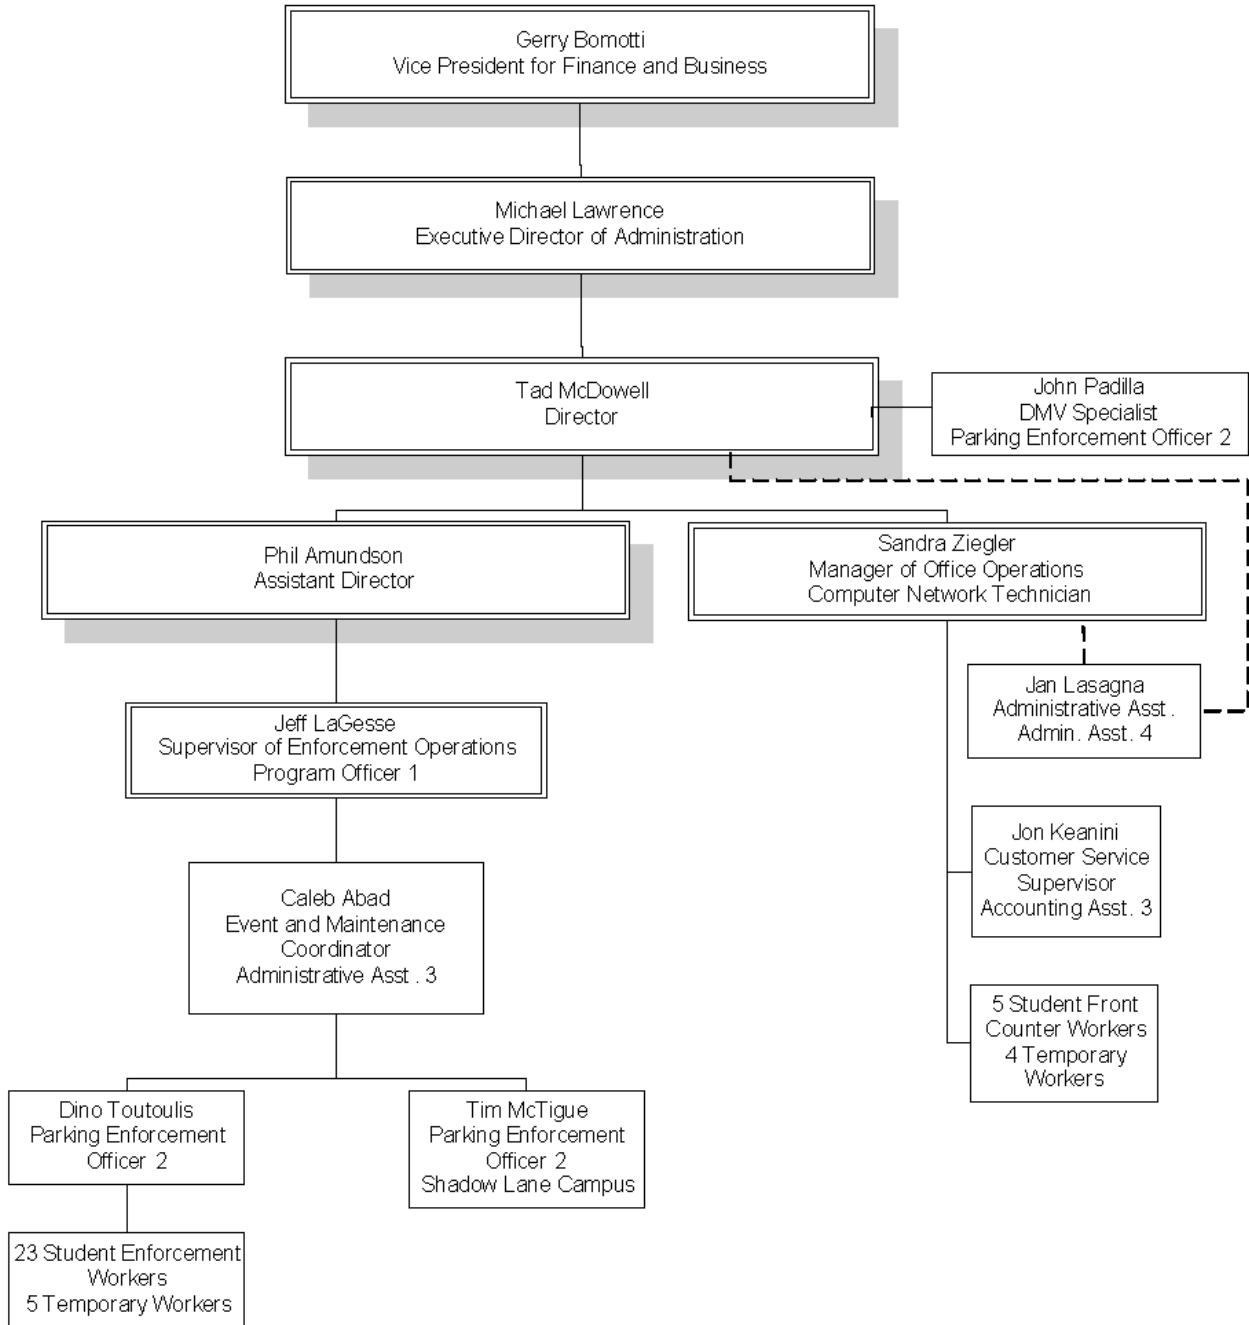 Gerry Bomotti
Vice President for Finance and Business
Michael Lawrence
Executive Director of Administration
Tad McDowell
Director
John Padilla
DMV Specialist
Parking Enforcement Officer 2
Phil Amundson
Assistant Director
Sandra Ziegler
Manager of Office Operations
Computer Network Technician
Jan Lasagna
Administrative Asst.
Admin. Asst. 4
Jeff LaGesse
Supervisor of Enforcement Operations
Program Officer 1
Jon Keanini
Customer Service
Supervisor
Accounting Asst. 3
Caleb Abad
Event and Maintenance
Coordinator
Administrative Asst. 3
5 Student Front
Counter Workers
4 Temporary
Workers
Dino Toutoulis
Parking Enforcement
Officer 2
Tim McTigue
Parking Enforcement
Officer 2
Shadow Lane Campus
23 Student Enforcement
Workers
5 Temporary Workers